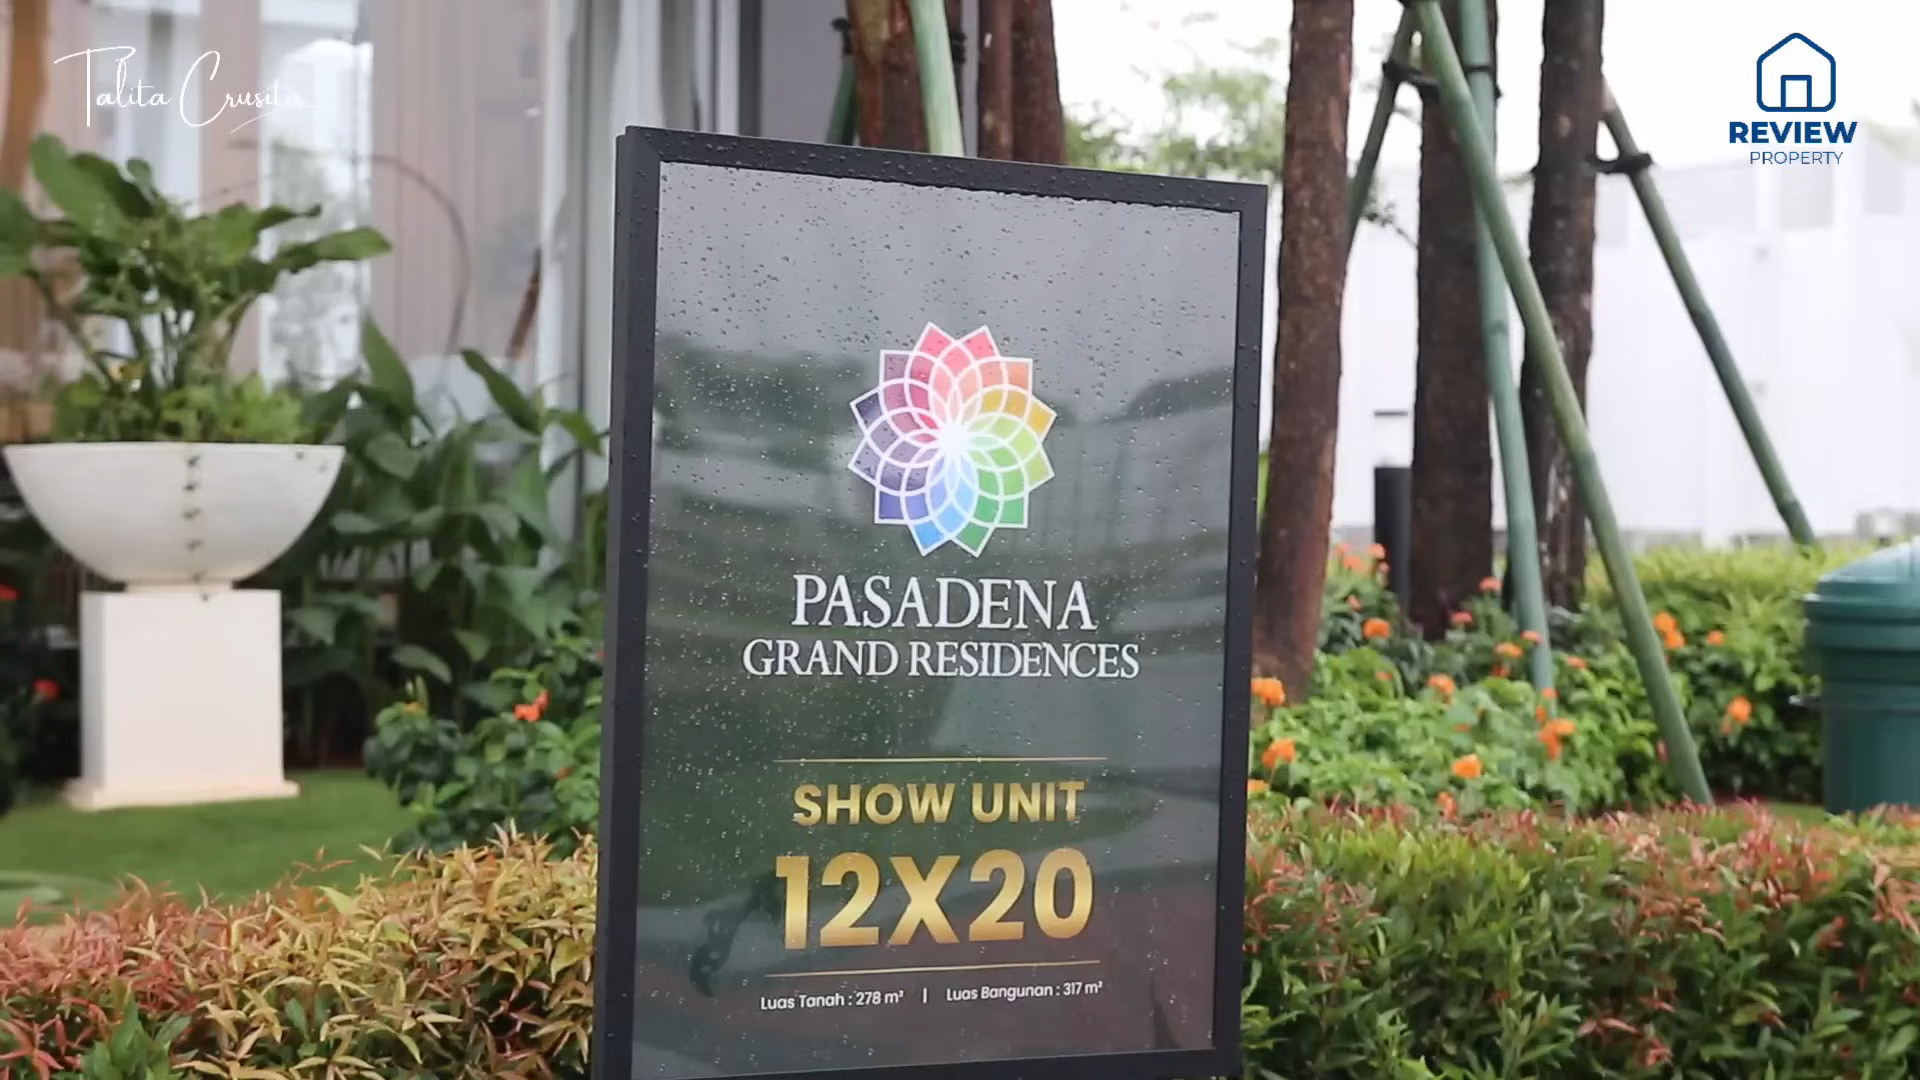 Talita Crusita
REVIEW
PROPERTY
PASADENA
GRAND RESIDENCES
SHOW UNIT
12X20
Luas Tanah : 278 m² | Luas Bangunan : 317 m²